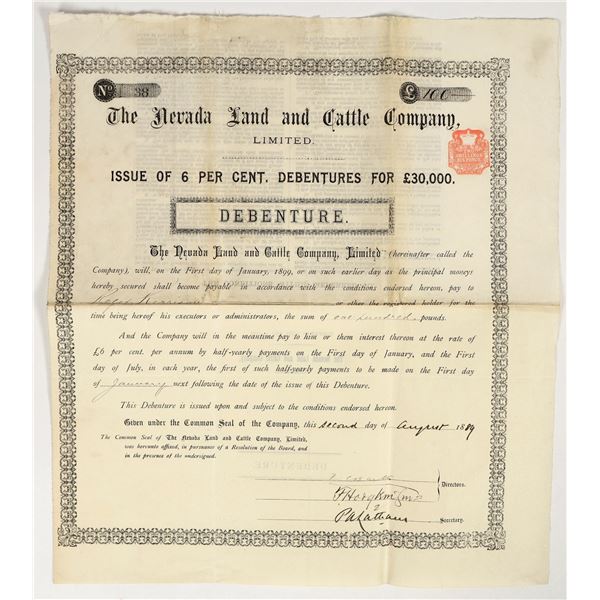 No 38
£ 100
The Nevada Land and Cattle Company,
LIMITED.
ISSUE OF 6 PER CENT. DEBENTURES FOR £30,000.
DEBENTURE.
The Nevada Land and Cattle Company, Limited (hereinafter called the
Company), will, on the First day of January, 1899, or on such earlier day as the principal moneys
hereby secured shall become payable in accordance with the conditions endorsed hereon, pay to
or other the registered holder for the
time being hereof his executors or administrators, the sum of one hundred pounds.
And the Company will in the meantime pay to him or them interest thereon at the rate of
£6 per cent. per annum by half-yearly payments on the First day of January, and the First
day of July, in each year, the first of such half-yearly payments to be made on the First day
of January next following the date of the issue of this Debenture.
This Debenture is issued upon and subject to the conditions endorsed hereon.
Given under the Common Seal of the Company, this second day of August 1889
The Common Seal of The Nevada Land and Cattle Company, Limited,
was hereunto affixed, in pursuance of a Resolution of the Board, and
in the presence of the undersigned.
Directors.
Secretary.